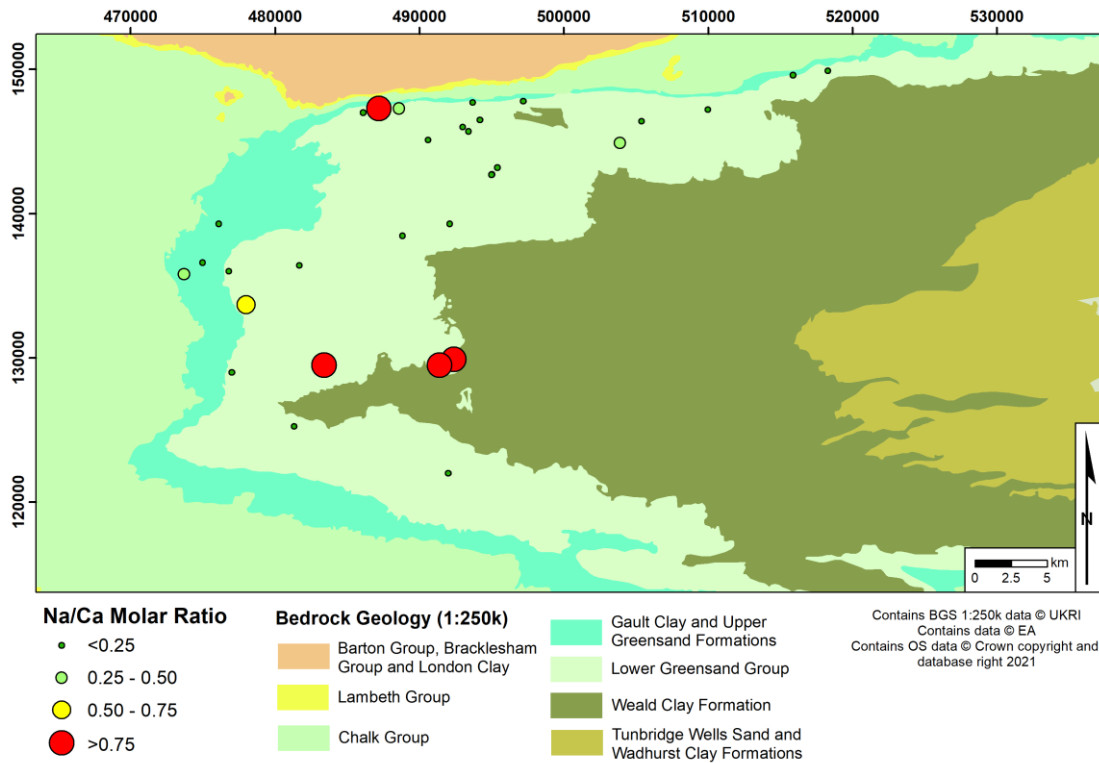 470000 480000 490000 500000 510000 520000 530000
150000
140000
130000
120000
N
km
0 2.5 5
Na/Ca Molar Ratio
<0.25
0.25 - 0.50
0.50 - 0.75
>0.75
Bedrock Geology (1:250k)
Barton Group, Bracklesham
Group and London Clay
Lambeth Group
Chalk Group
Gault Clay and Upper
Greensand Formations
Lower Greensand Group
Weald Clay Formation
Tunbridge Wells Sand and
Wadhurst Clay Formations
Contains BGS 1:250k data © UKRI
Contains data © EA
Contains OS data © Crown copyright and
database right 2021